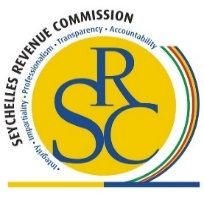 SEYCHELLES REVENUE COMMISSION
•Integrity • Impartiality • Professionalism • Transparency • Accountability
SRC